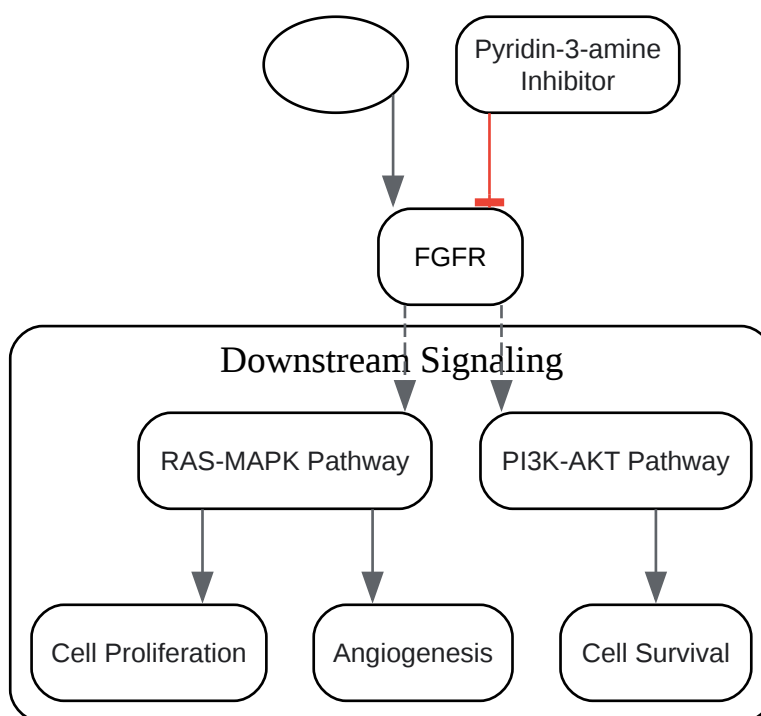 Pyridin-3-amine
Inhibitor
FGFR
Downstream Signaling
RAS-MAPK Pathway
PI3K-AKT Pathway
Cell Proliferation
Angiogenesis
Cell Survival